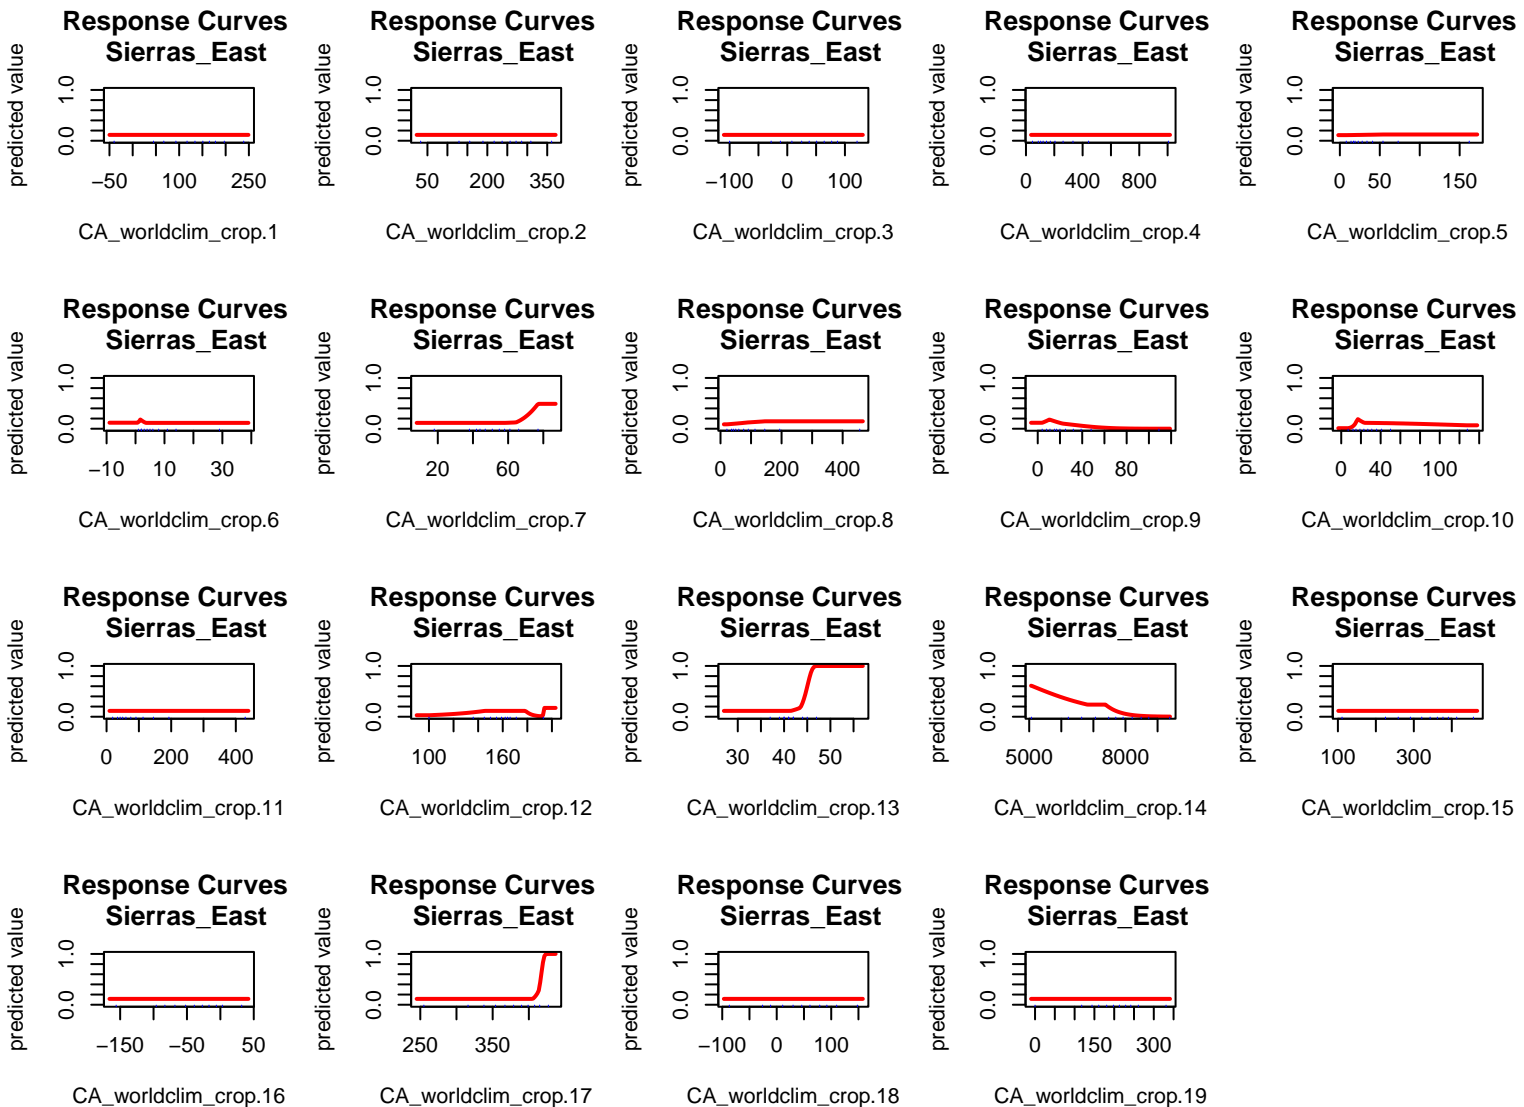 Response Curves
Sierras_East
predicted value
0.0 1.0
−50 100 250
CA_worldclim_crop.1
Response Curves
Sierras_East
predicted value
0.0 1.0
50 200 350
CA_worldclim_crop.2
Response Curves
Sierras_East
predicted value
0.0 1.0
−100 0 100
CA_worldclim_crop.3
Response Curves
Sierras_East
predicted value
0.0 1.0
0 400 800
CA_worldclim_crop.4
Response Curves
Sierras_East
predicted value
0.0 1.0
0 50 150
CA_worldclim_crop.5
Response Curves
Sierras_East
predicted value
0.0 1.0
−10 10 30
CA_worldclim_crop.6
Response Curves
Sierras_East
predicted value
0.0 1.0
20 60
CA_worldclim_crop.7
Response Curves
Sierras_East
predicted value
0.0 1.0
0 200 400
CA_worldclim_crop.8
Response Curves
Sierras_East
predicted value
0.0 1.0
0 40 80
CA_worldclim_crop.9
Response Curves
Sierras_East
predicted value
0.0 1.0
0 40 100
CA_worldclim_crop.10
Response Curves
Sierras_East
predicted value
0.0 1.0
0 200 400
CA_worldclim_crop.11
Response Curves
Sierras_East
predicted value
0.0 1.0
100 160
CA_worldclim_crop.12
Response Curves
Sierras_East
predicted value
0.0 1.0
30 40 50
CA_worldclim_crop.13
Response Curves
Sierras_East
predicted value
0.0 1.0
5000 8000
CA_worldclim_crop.14
Response Curves
Sierras_East
predicted value
0.0 1.0
100 300
CA_worldclim_crop.15
Response Curves
Sierras_East
predicted value
0.0 1.0
−150 −50 50
CA_worldclim_crop.16
Response Curves
Sierras_East
predicted value
0.0 1.0
250 350
CA_worldclim_crop.17
Response Curves
Sierras_East
predicted value
0.0 1.0
−100 0 100
CA_worldclim_crop.18
Response Curves
Sierras_East
predicted value
0.0 1.0
0 150 300
CA_worldclim_crop.19